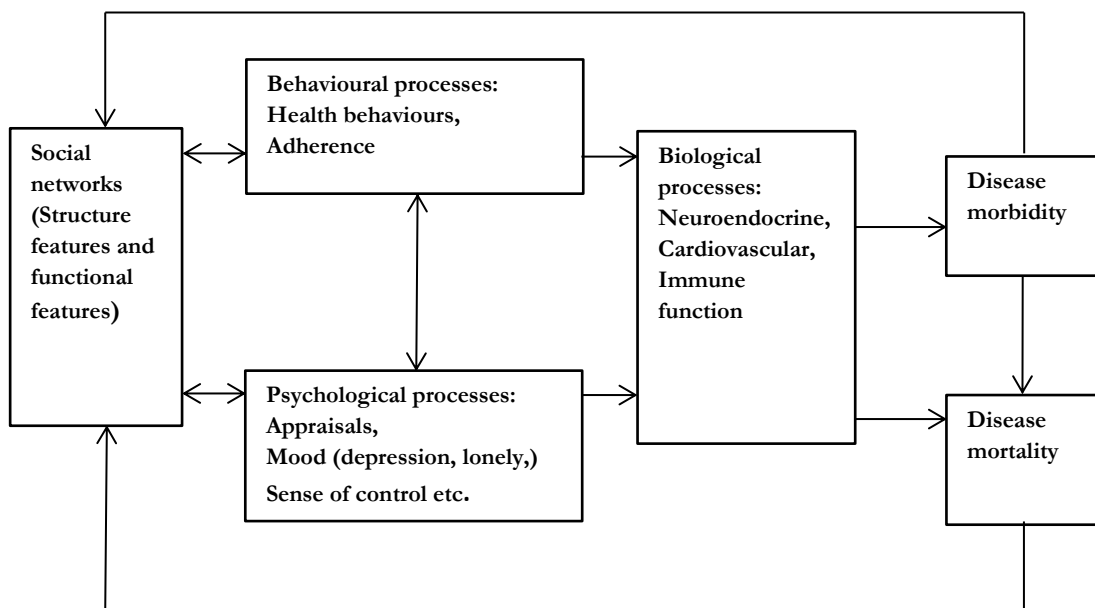 Social
networks
(Structure
features and
functional
features)
Behavioural processes:
Health behaviours,
Adherence
Psychological processes:
Appraisals,
Mood (depression, lonely,)
Sense of control etc.
Biological
processes:
Neuroendocrine,
Cardiovascular,
Immune
function
Disease
morbidity
Disease
mortality